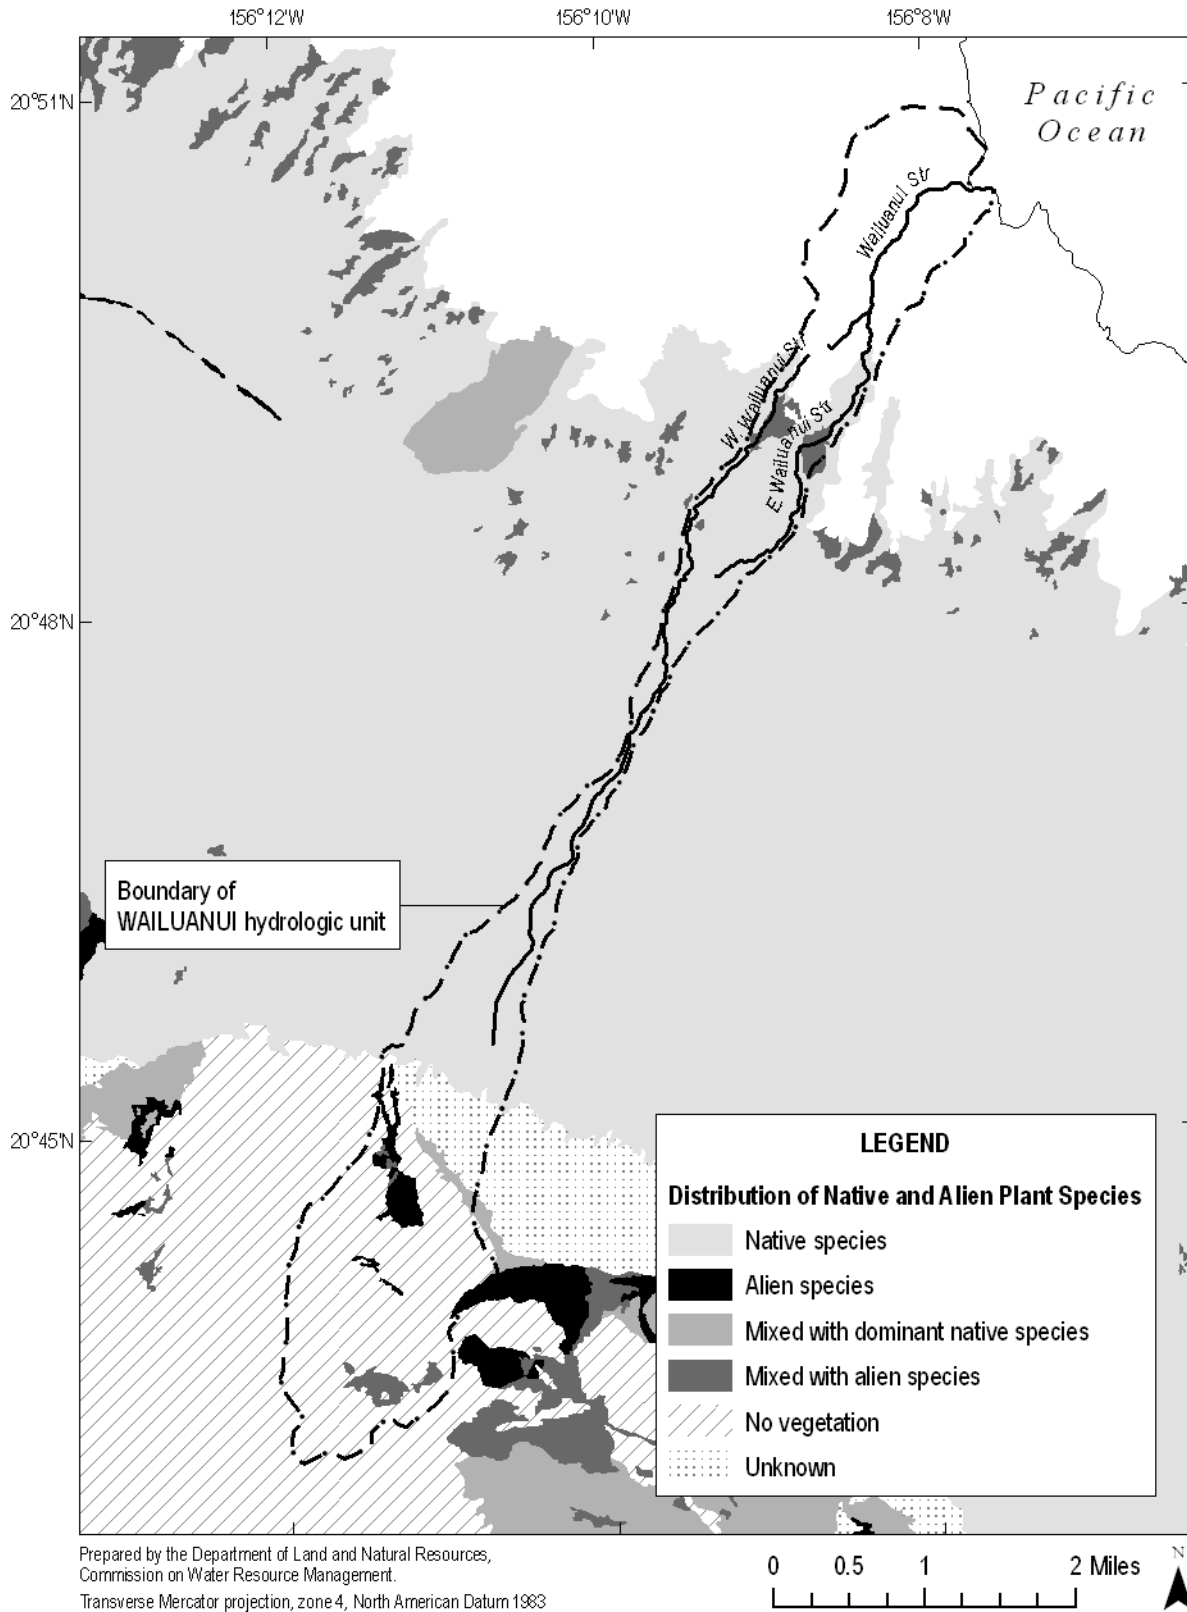 156°12'W 156°10'W 156°8'W
20°51'N
Pacific
Ocean
Wailuanui Str
W. Wailuanui Str
E Wailuanui Str
20°48'N
Boundary of
WAILUANUI hydrologic unit
20°45'N
LEGEND
Distribution of Native and Alien Plant Species
Native species
Alien species
Mixed with dominant native species
Mixed with alien species
No vegetation
Unknown
Prepared by the Department of Land and Natural Resources,
Commission on Water Resource Management.
Transverse Mercator projection, zone 4, North American Datum 1983
0 0.5 1 2 Miles
N